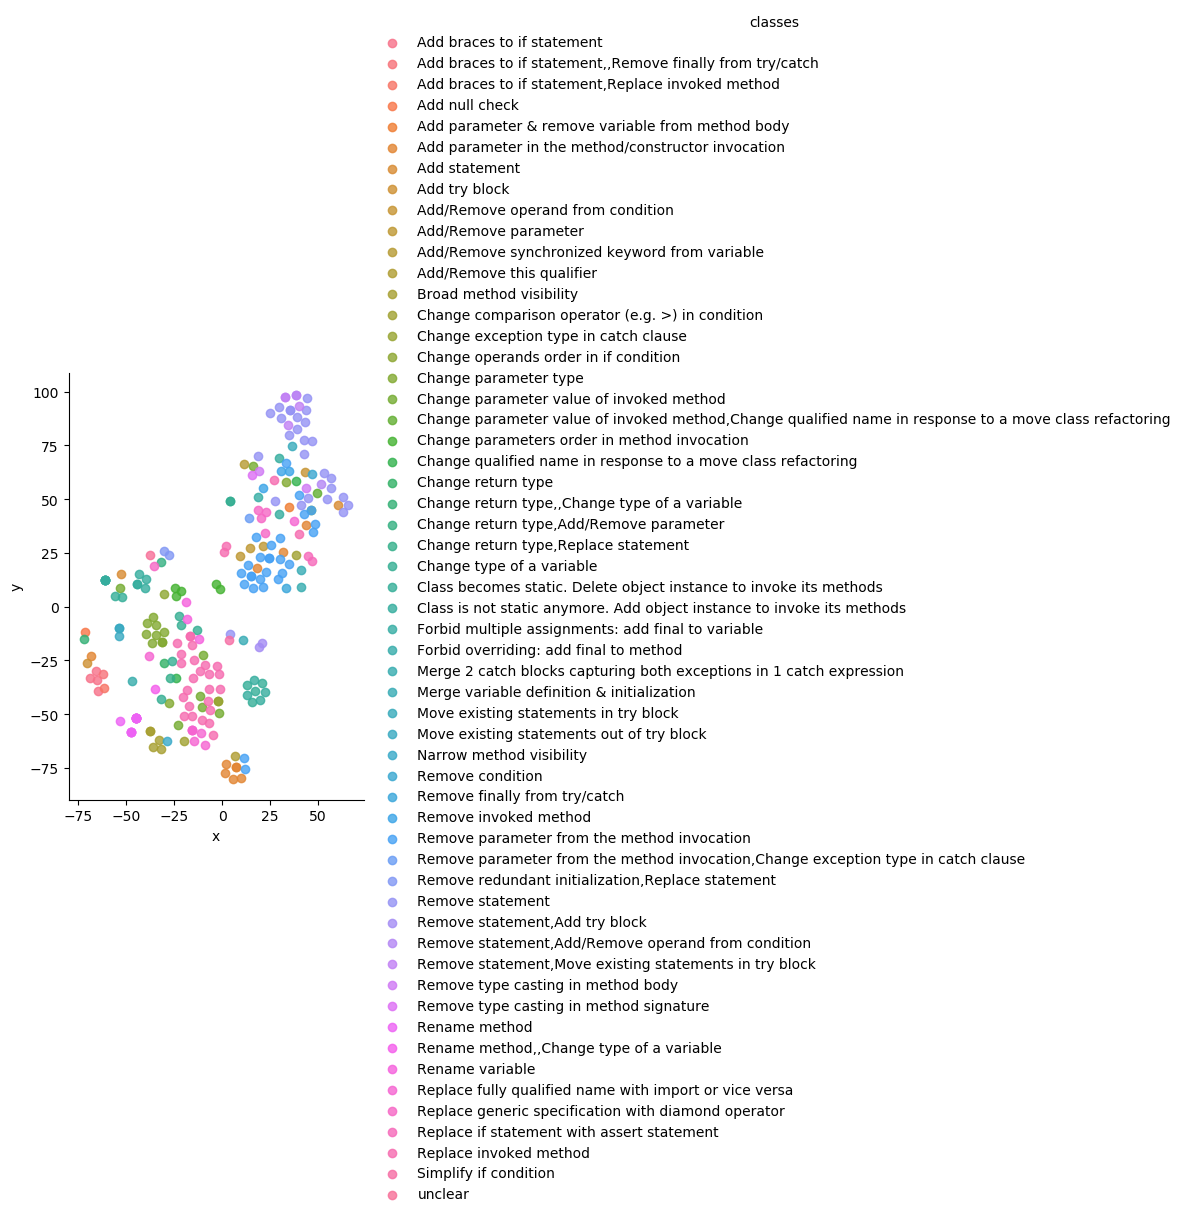 classes
Add braces to if statement
Add braces to if statement,,Remove finally from try/catch
Add braces to if statement,Replace invoked method
Add null check
Add parameter & remove variable from method body
Add parameter in the method/constructor invocation
Add statement
Add try block
Add/Remove operand from condition
Add/Remove parameter
Add/Remove synchronized keyword from variable
Add/Remove this qualifier
Broad method visibility
Change comparison operator (e.g. >) in condition
Change exception type in catch clause
Change operands order in if condition
Change parameter type
Change parameter value of invoked method
Change parameter value of invoked method,Change qualified name in response to a move class refactoring
Change parameters order in method invocation
Change qualified name in response to a move class refactoring
Change return type
Change return type,,Change type of a variable
Change return type,Add/Remove parameter
Change return type,Replace statement
Change type of a variable
Class becomes static. Delete object instance to invoke its methods
Class is not static anymore. Add object instance to invoke its methods
Forbid multiple assignments: add final to variable
Forbid overriding: add final to method
Merge 2 catch blocks capturing both exceptions in 1 catch expression
Merge variable definition & initialization
Move existing statements in try block
Move existing statements out of try block
Narrow method visibility
Remove condition
Remove finally from try/catch
Remove invoked method
Remove parameter from the method invocation
Remove parameter from the method invocation,Change exception type in catch clause
Remove redundant initialization,Replace statement
Remove statement
Remove statement,Add try block
Remove statement,Add/Remove operand from condition
Remove statement,Move existing statements in try block
Remove type casting in method body
Remove type casting in method signature
Rename method
Rename method,,Change type of a variable
Rename variable
Replace fully qualified name with import or vice versa
Replace generic specification with diamond operator
Replace if statement with assert statement
Replace invoked method
Simplify if condition
unclear
100
75
50
25
0
−25
−50
−75
y
−75 −50 −25 0 25 50
x